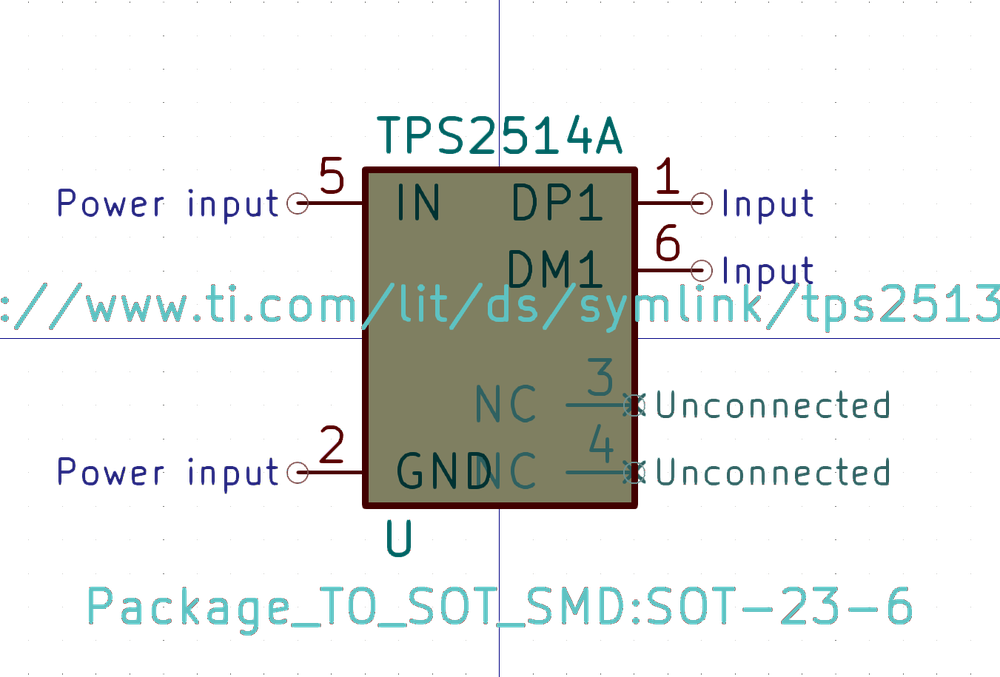 TPS2514A
5 1
Power input IN DP1 Input
6
DM1 Input
://www.ti.com/lit/ds/symlink/tps2513
3
NC Unconnected
2 4
Power input GND NC Unconnected
U
Package_TO_SOT_SMD:SOT-23-6